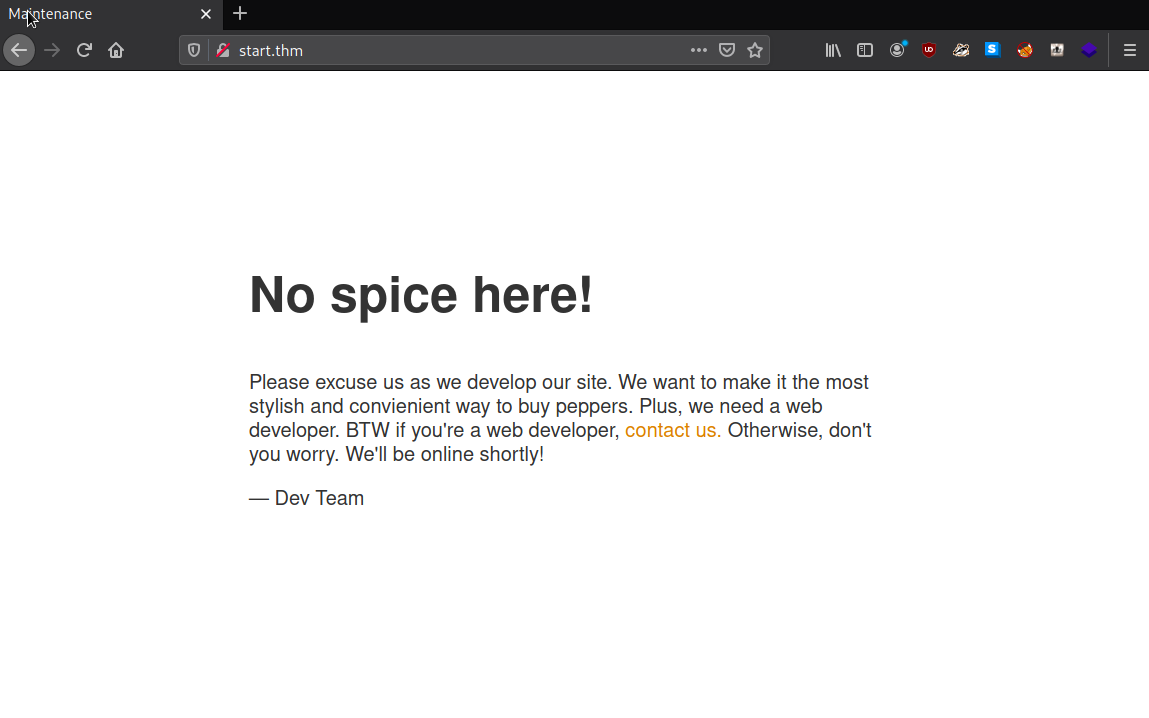 Maintenance
start.thm
No spice here!
Please excuse us as we develop our site. We want to make it the most
stylish and convienient way to buy peppers. Plus, we need a web
developer. BTW if you're a web developer, contact us. Otherwise, don't
you worry. We'll be online shortly!
— Dev Team